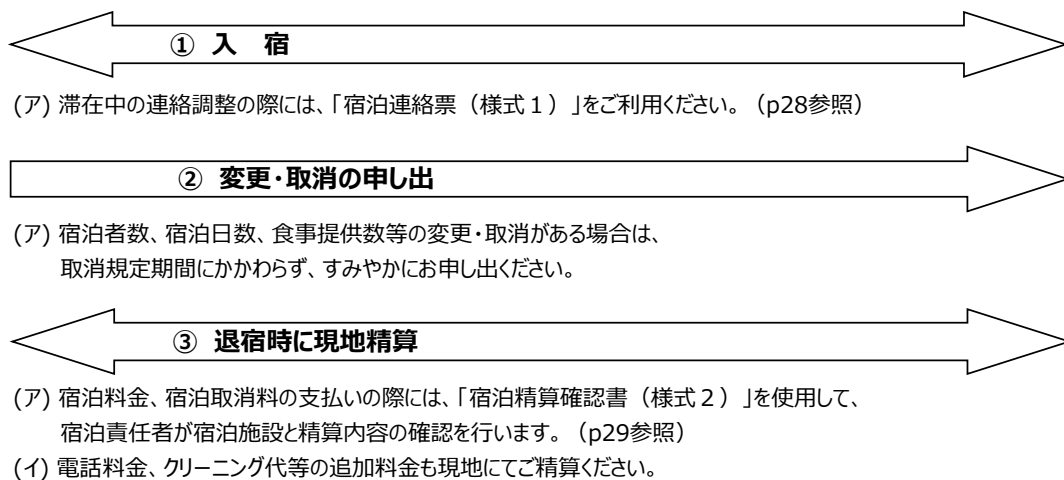 ① 入　宿
(ア) 滞在中の連絡調整の際には、「宿泊連絡票（様式１）」をご利用ください。（p28参照）
② 変更・取消の申し出
(ア) 宿泊者数、宿泊日数、食事提供数等の変更・取消がある場合は、
取消規定期間にかかわらず、すみやかにお申し出ください。
③ 退宿時に現地精算
(ア) 宿泊料金、宿泊取消料の支払いの際には、「宿泊精算確認書（様式２）」を使用して、
宿泊責任者が宿泊施設と精算内容の確認を行います。（p29参照）
(イ) 電話料金、クリーニング代等の追加料金も現地にてご精算ください。